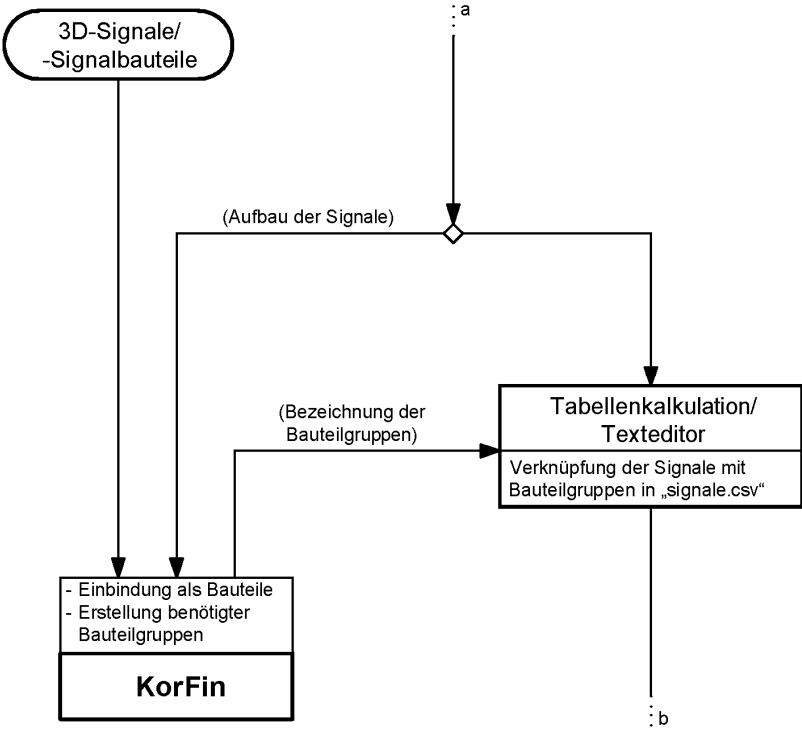 3D-Signale/
-Signalbauteile
a
(Aufbau der Signale)
(Bezeichnung der
Bauteilgruppen)
Tabellenkalkulation/
Texteditor
Verknüpfung der Signale mit
Bauteilgruppen in „signale.csv“
- Einbindung als Bauteile
- Erstellung benötigter
Bauteilgruppen
KorFin
b